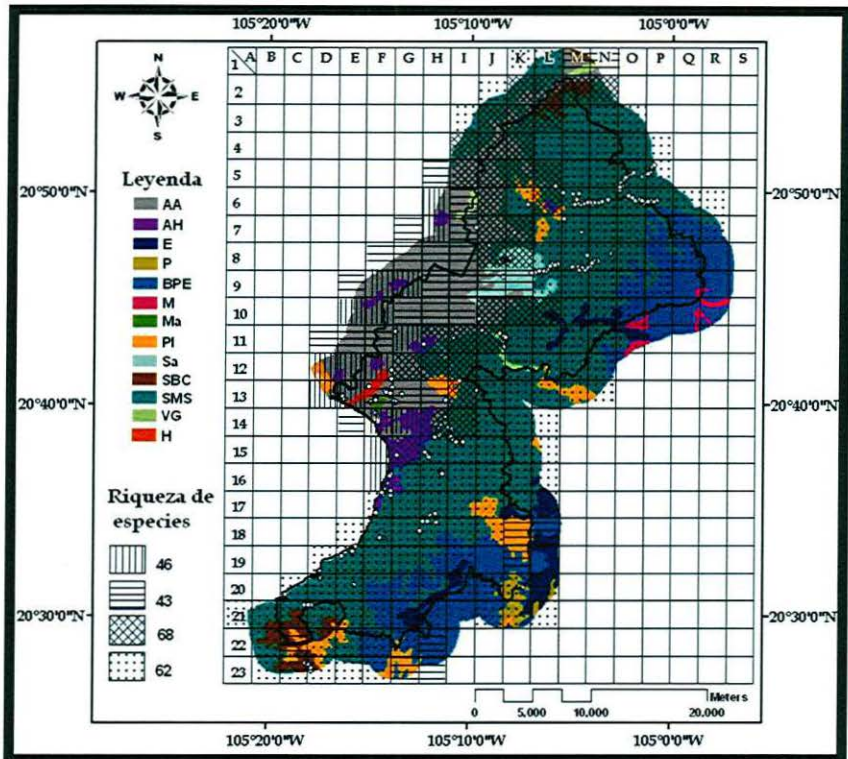 105°20'0"W 105°10'0"W 105°0'0"W
N
W E
S
A B C D E F G H I J K L M N O P Q R S
1
2
3
4
5
20°50'0"N 20°50'0"N
6
7
8
9
10
11
12
20°40'0"N 20°40'0"N
13
14
15
16
17
18
19
20
20°30'0"N 20°30'0"N
21
22
23
Leyenda
AA
AH
E
P
BPE
M
Ma
PI
Sa
SBC
SMS
VG
H
Riqueza de
especies
46
43
68
62
Meters
0 5,000 10,000 20,000
105°20'0"W 105°10'0"W 105°0'0"W